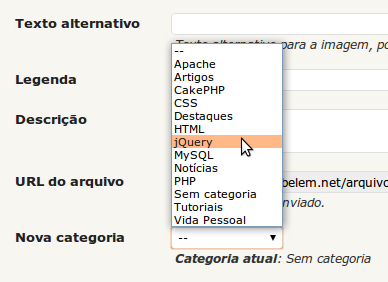 Texto alternativo
Texto alternativo para a imagem, po
--
Apache
Artigos
CakePHP
CSS
Destaques
HTML
jQuery
MySQL
Notícias
PHP
Sem categoria
Tutoriais
Vida Pessoal
Legenda
Descrição
URL do arquivo
belem.net/arquivo
nviado.
Nova categoria
--
Categoria atual: Sem categoria